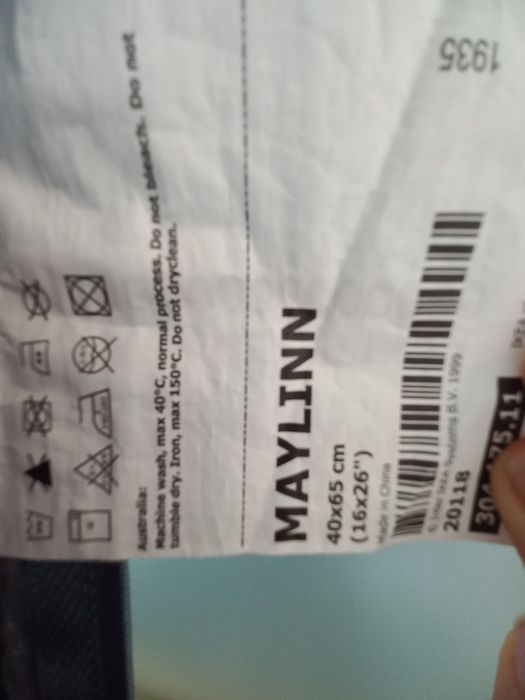 Australia:
Machine wash, max 40°C, normal process. Do not bleach. Do not
tumble dry. Iron, max 150°C. Do not dryclean.
MAYLINN
40x65 cm
(16x26")
Made in China
© Inter IKEA Systems B.V. 1999
20118
1935